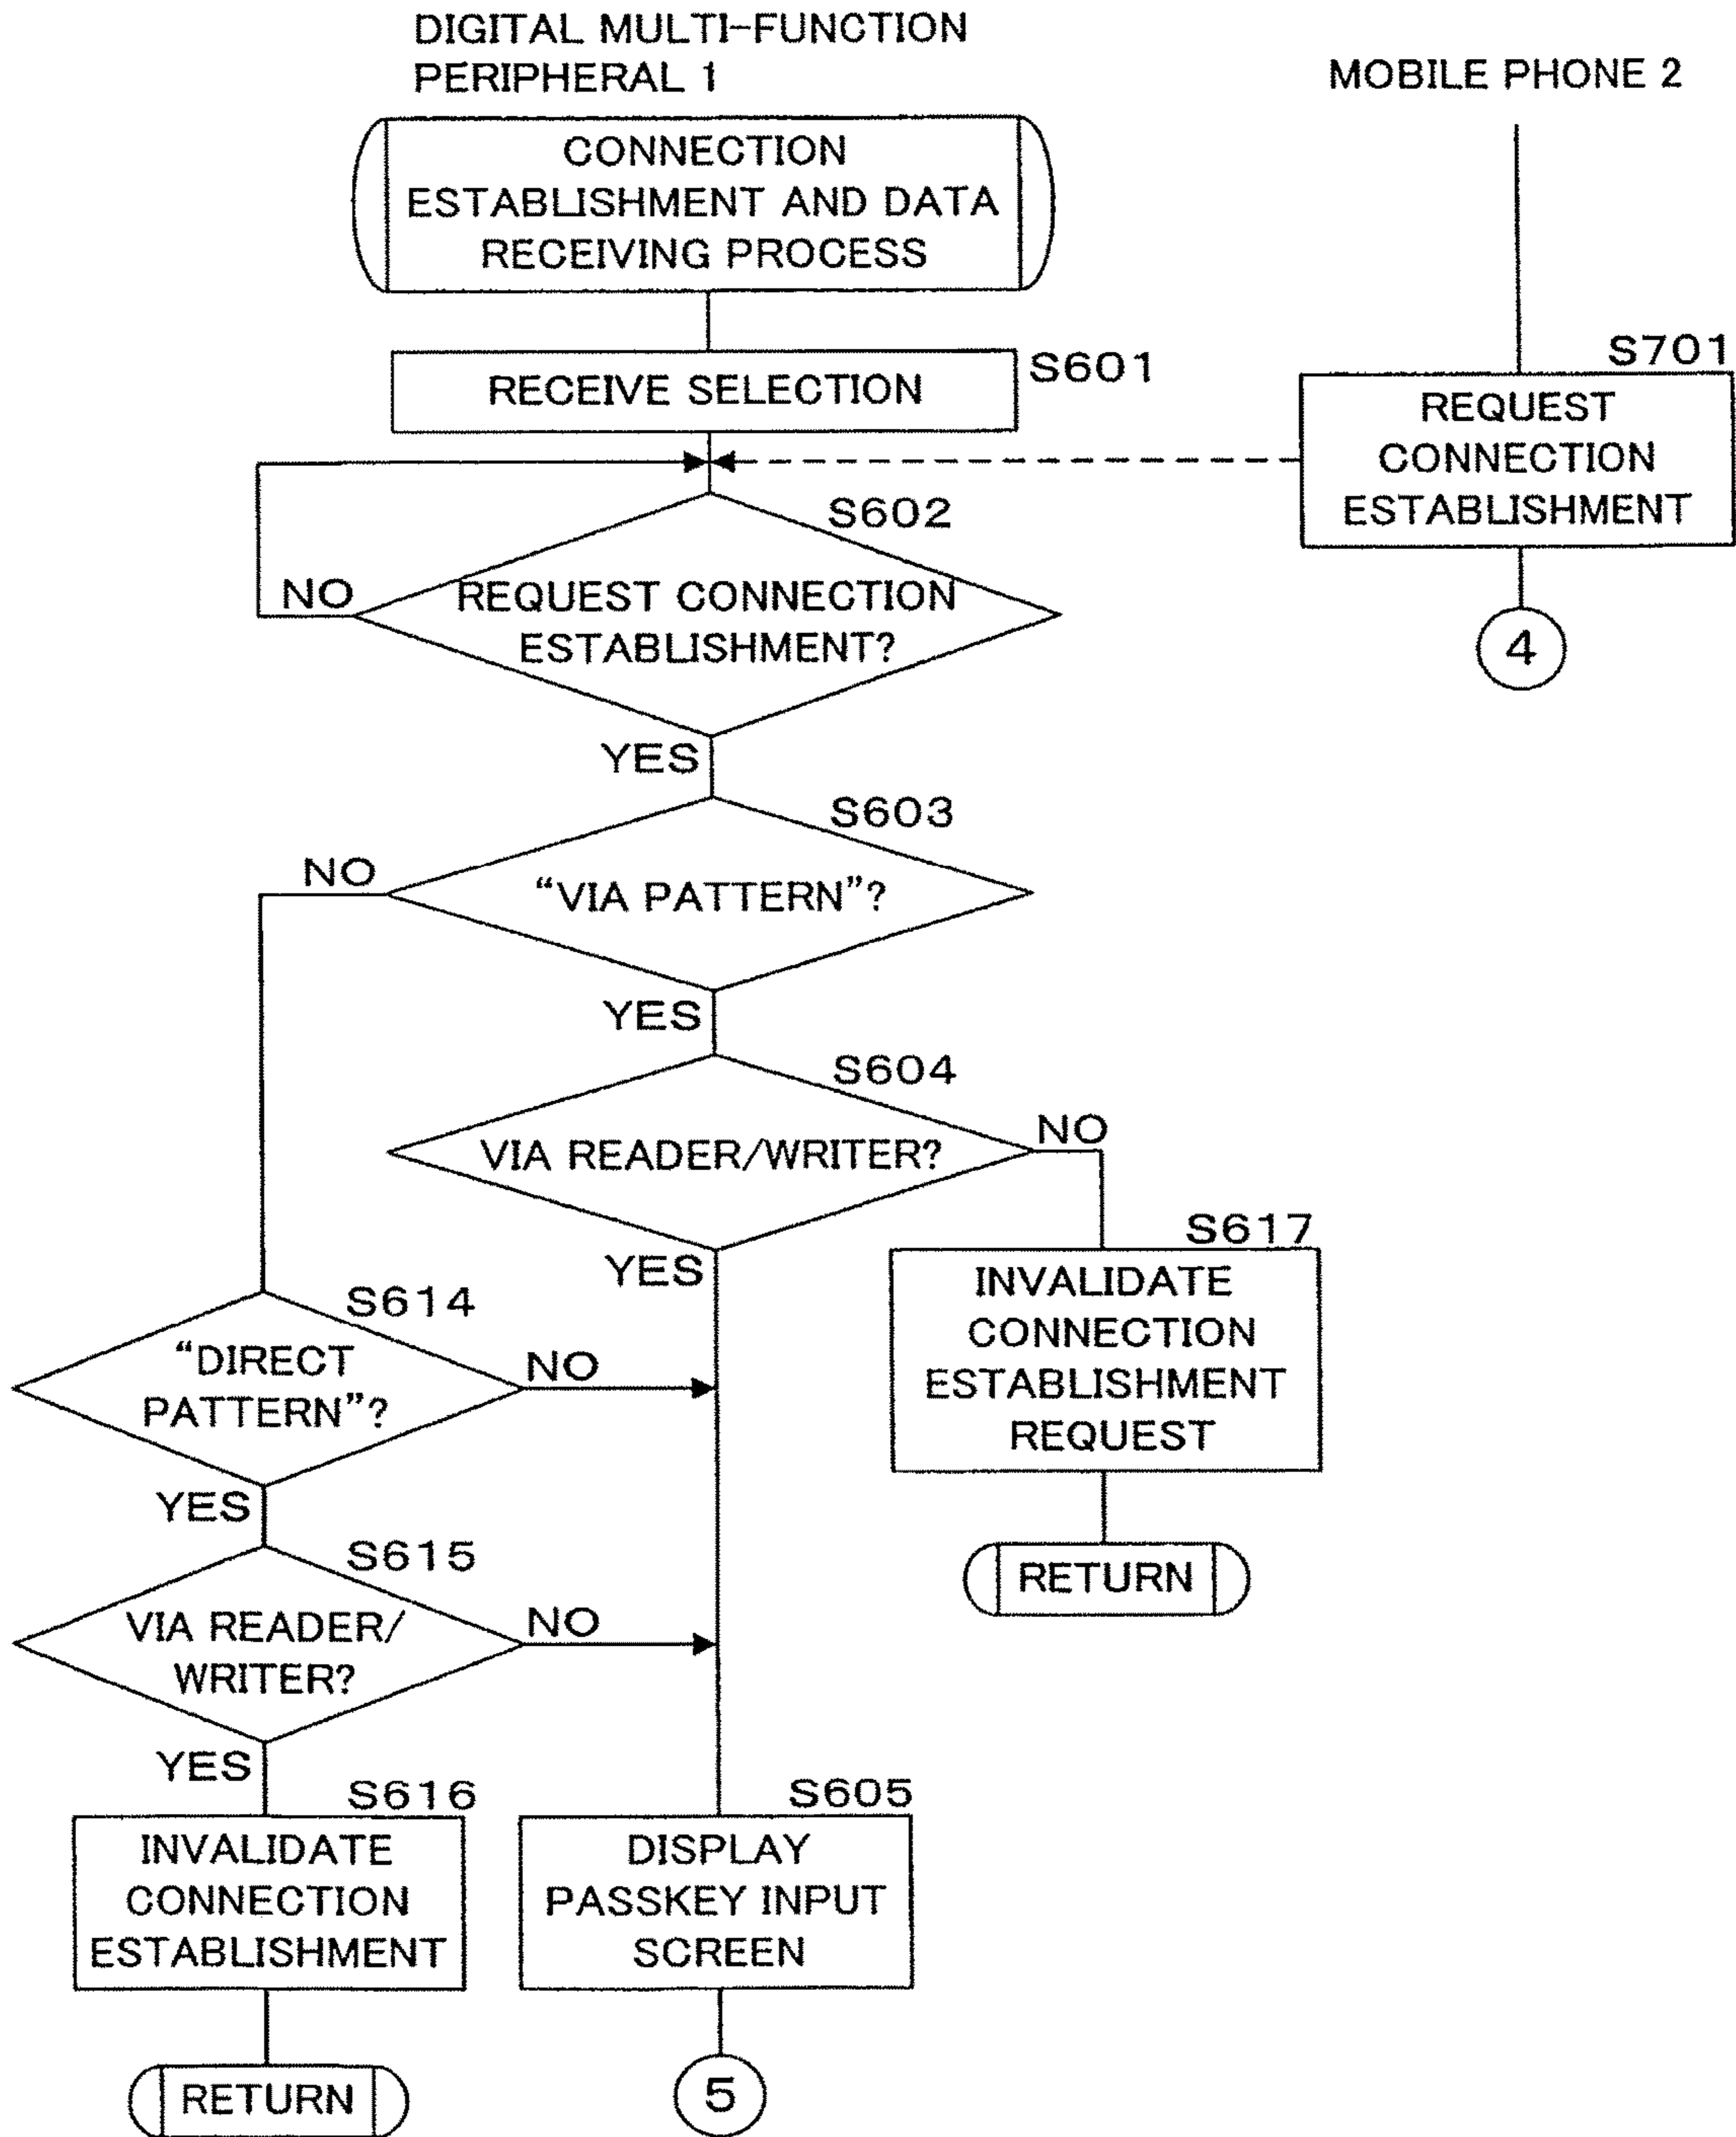 DIGITAL MULTI-FUNCTION
PERIPHERAL 1
MOBILE PHONE 2
CONNECTION
ESTABLISHMENT AND DATA
RECEIVING PROCESS
S601
RECEIVE SELECTION
S701
REQUEST
CONNECTION
ESTABLISHMENT
4
S602
NO
REQUEST CONNECTION
ESTABLISHMENT?
YES
S603
NO
“VIA PATTERN”?
YES
S604
NO
VIA READER/WRITER?
YES
S617
INVALIDATE
CONNECTION
ESTABLISHMENT
REQUEST
RETURN
S614
“DIRECT
PATTERN”?
NO
YES
S615
VIA READER/
WRITER?
NO
YES
S616
INVALIDATE
CONNECTION
ESTABLISHMENT
RETURN
S605
DISPLAY
PASSKEY INPUT
SCREEN
5